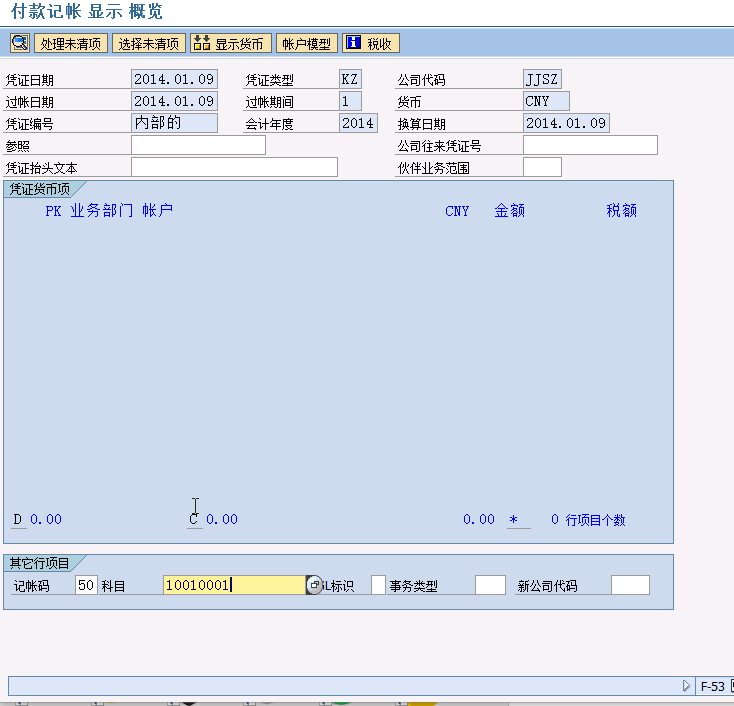 付款记帐 显示 概览
处理未清项 选择未清项 显示货币 帐户模型 税收
凭证日期 2014.01.09 凭证类型 KZ 公司代码 JJSZ
过帐日期 2014.01.09 过帐期间 1 货币 CNY
凭证编号 内部的 会计年度 2014 换算日期 2014.01.09
参照 公司往来凭证号
凭证抬头文本 伙伴业务范围
凭证货币项
PK 业务部门 帐户 CNY 金额 税额
D 0.00 C 0.00 0.00 * 0 行项目个数
其它行项目
记帐码 50 科目 10010001 GL标识 事务类型 新公司代码
F-53